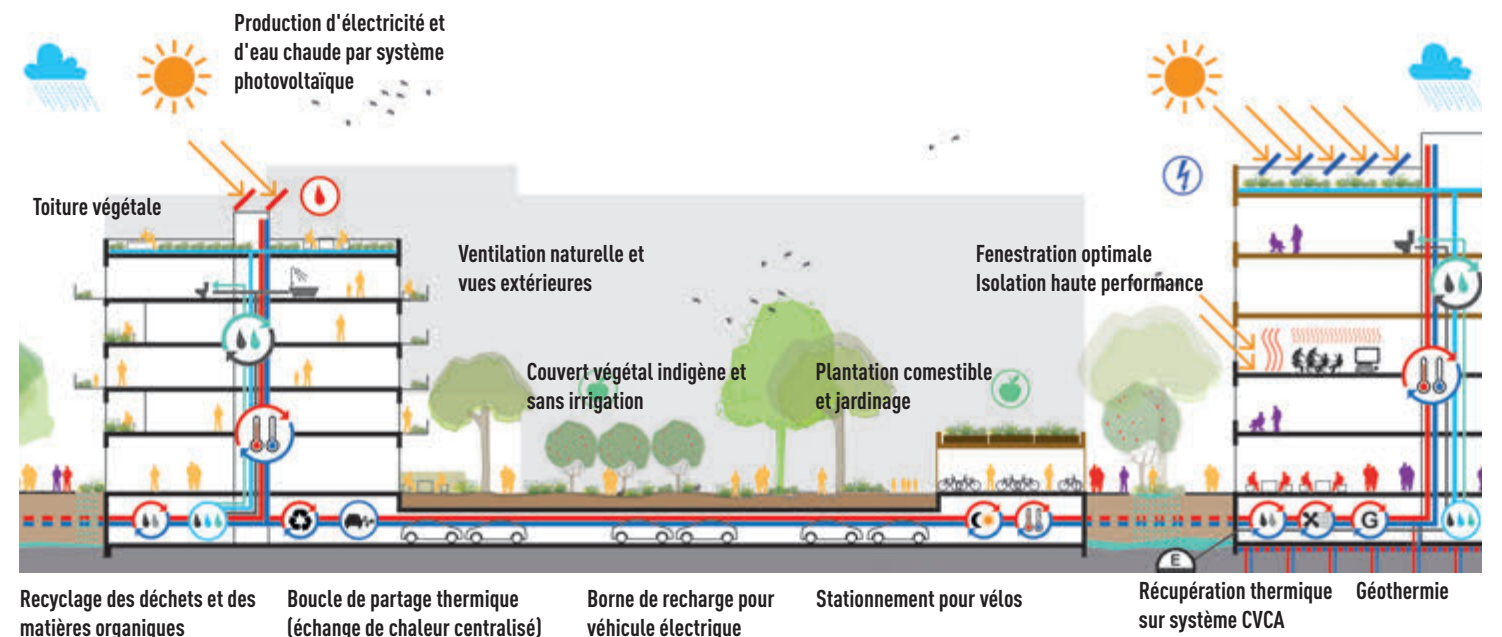 Production d'électricité et
d'eau chaude par système
photovoltaïque
Toiture végétale
Ventilation naturelle et
vues extérieures
Fenestration optimale
Isolation haute performance
Couvert végétal indigène et
sans irrigation
Plantation comestible
et jardinage
G
E
Recyclage des déchets et des
matières organiques
Boucle de partage thermique
(échange de chaleur centralisé)
Borne de recharge pour
véhicule électrique
Stationnement pour vélos
Récupération thermique
sur système CVCA
Géothermie